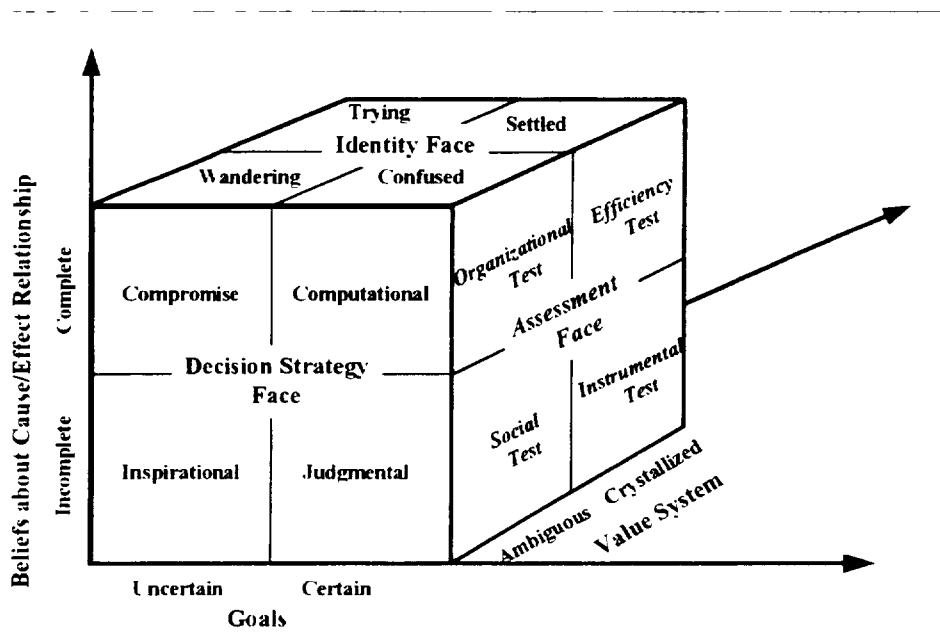 Trying
Settled
Identity Face
Wandering
Confused
Efficiency
Test
Organizational
Test
Compromise
Computational
Assessment
Face
Decision Strategy
Face
Instrumental
Test
Social
Test
Inspirational
Judgmental
Beliefs about Cause/Effect Relationship
Complete
Incomplete
Ambiguous
Crystallized
Value System
Uncertain
Certain
Goals